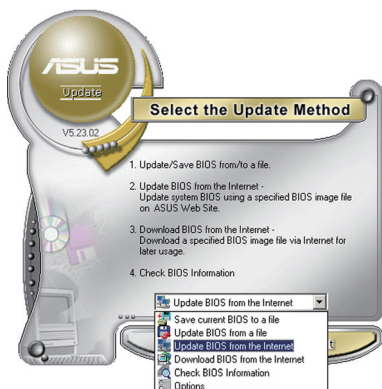 ASUS
Update
V5.23.02
Select the Update Method
1. Update/Save BIOS from/to a file.
2. Update BIOS from the Internet -
Update system BIOS using a specified BIOS image file
on ASUS Web Site.
3. Download BIOS from the Internet -
Download a specified BIOS image file via Internet for
later usage.
4. Check BIOS Information
Update BIOS from the Internet
Save current BIOS to a file
Update BIOS from a file
Update BIOS from the Internet
Download BIOS from the Internet
Check BIOS Information
Options